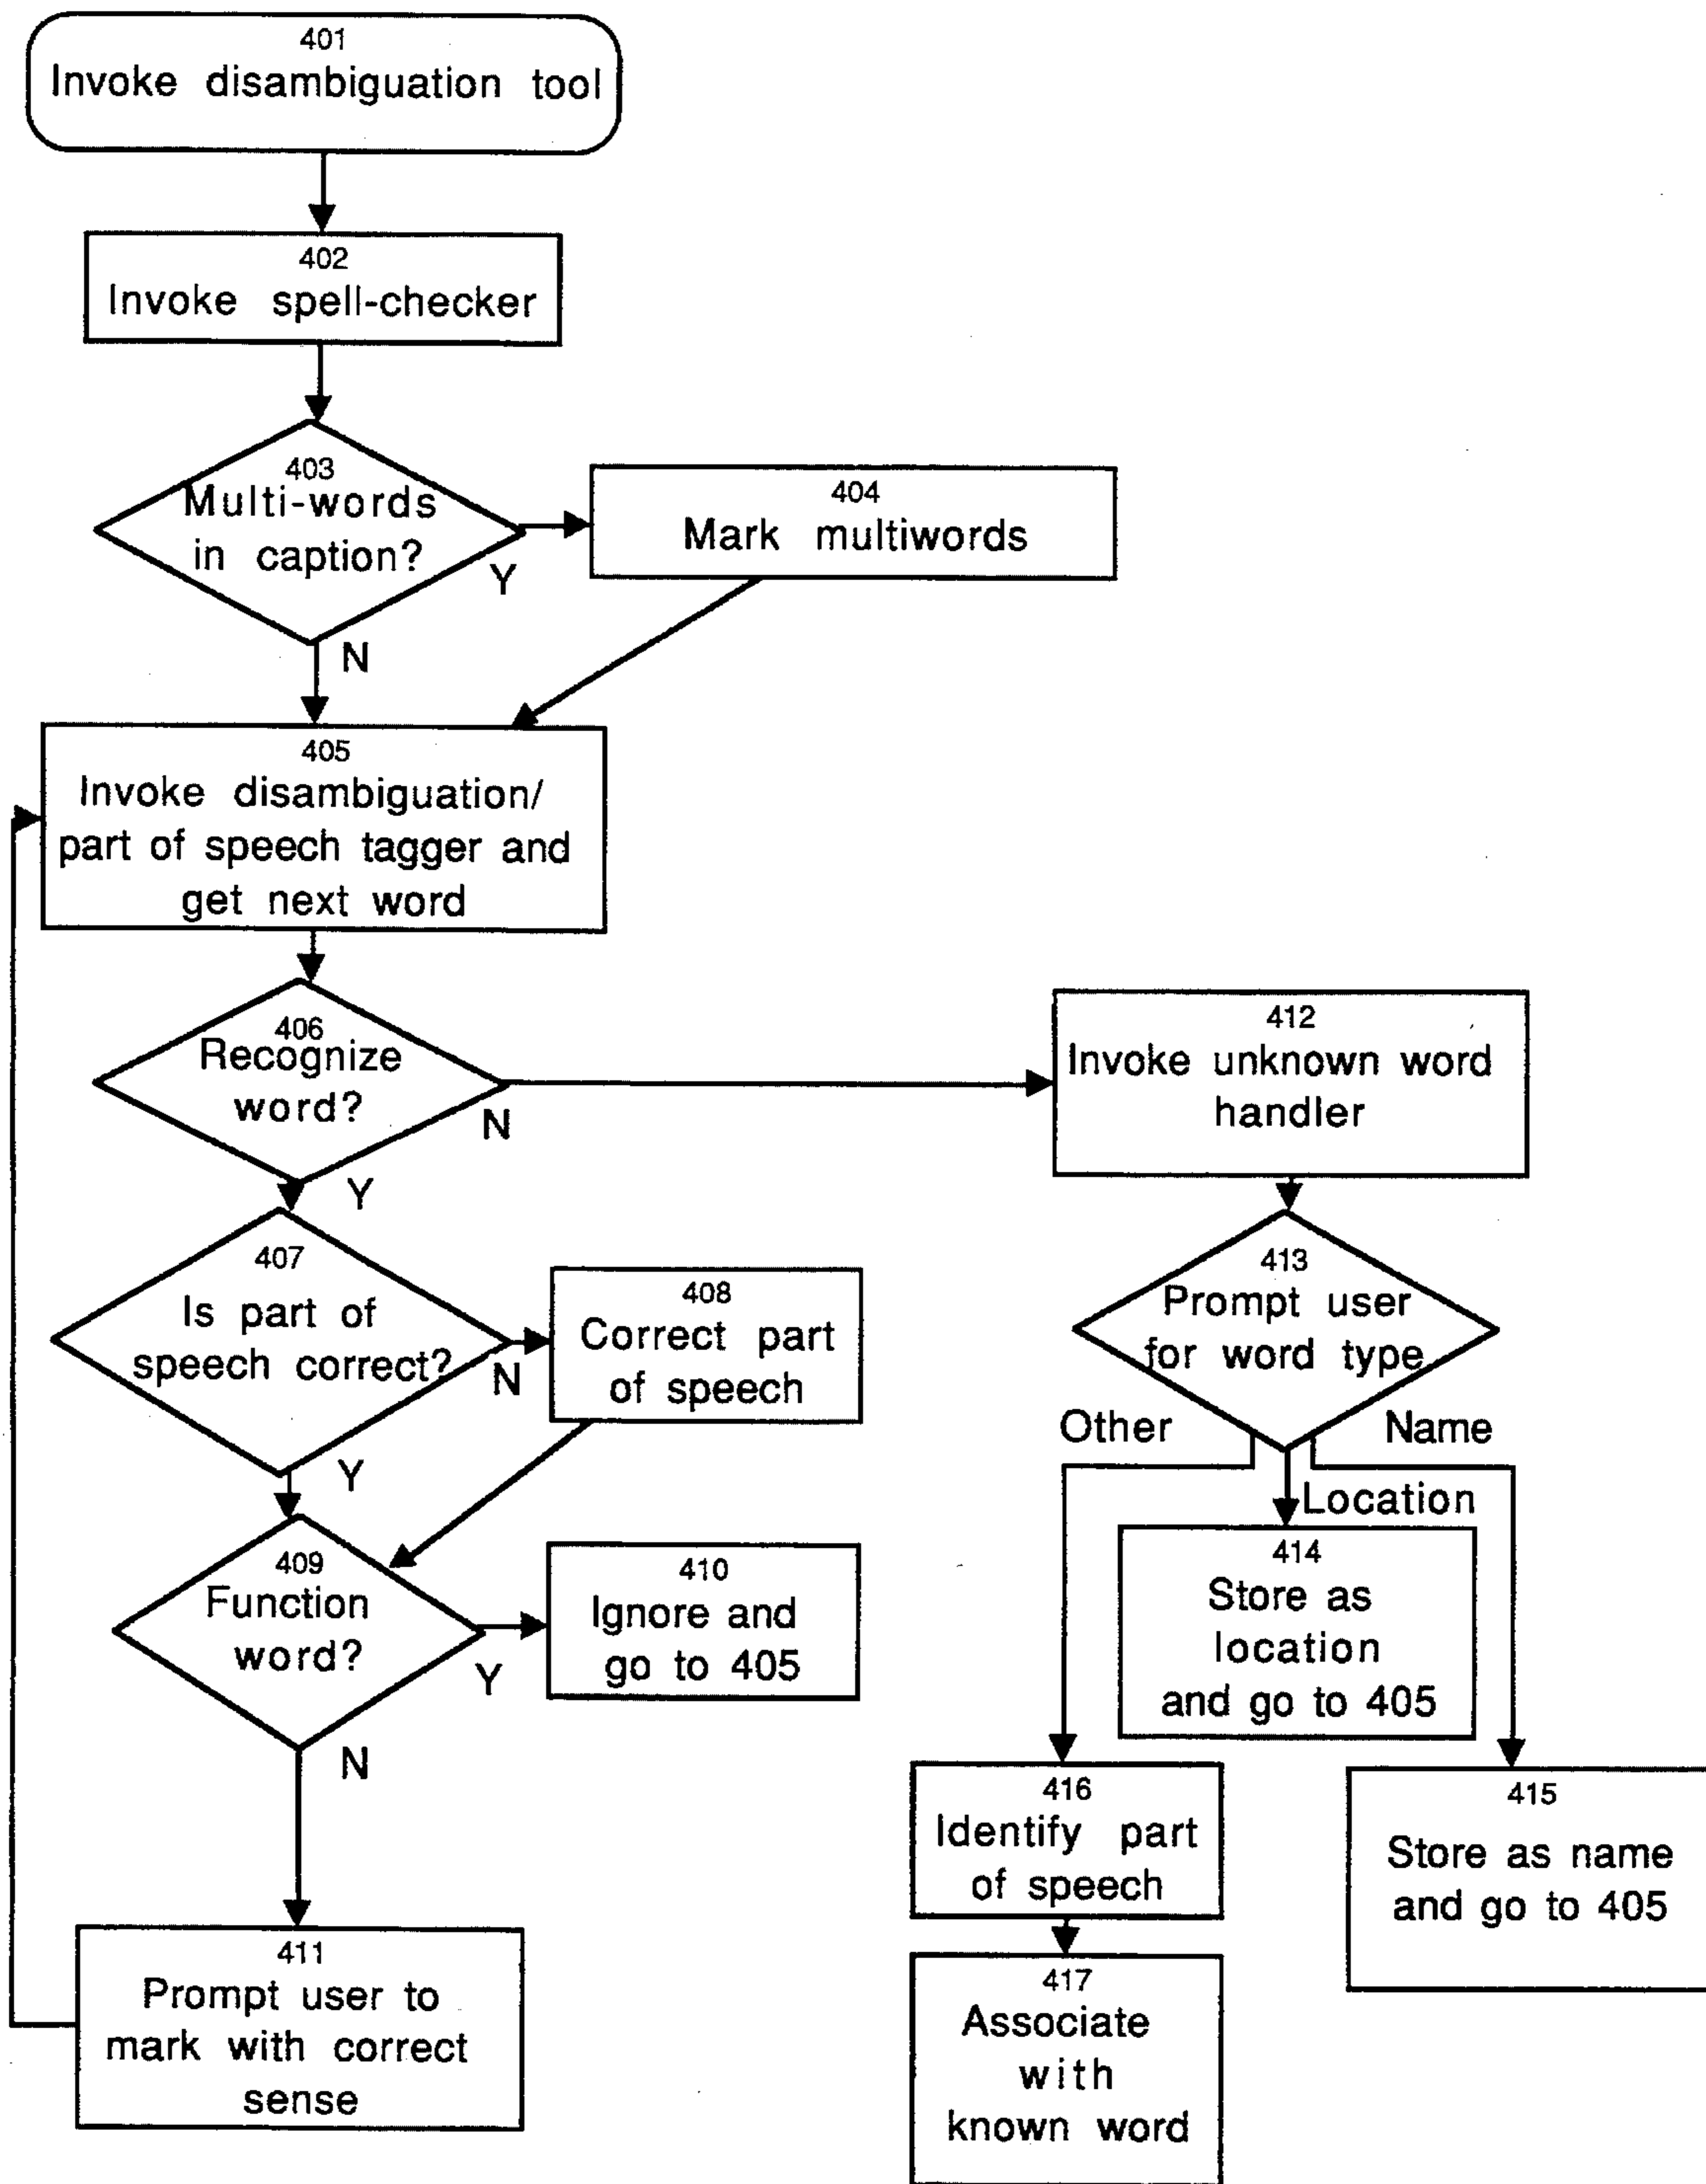 401
Invoke disambiguation tool
402
Invoke spell-checker
403
Multi-words
in caption?
Y
N
404
Mark multiwords
405
Invoke disambiguation/
part of speech tagger and
get next word
406
Recognize
word?
N
Y
412
Invoke unknown word
handler
407
Is part of
speech correct?
N
Y
408
Correct part
of speech
413
Prompt user
for word type
Other
Name
Location
409
Function
word?
Y
N
410
Ignore and
go to 405
414
Store as
location
and go to 405
416
Identify part
of speech
415
Store as name
and go to 405
411
Prompt user to
mark with correct
sense
417
Associate
with
known word